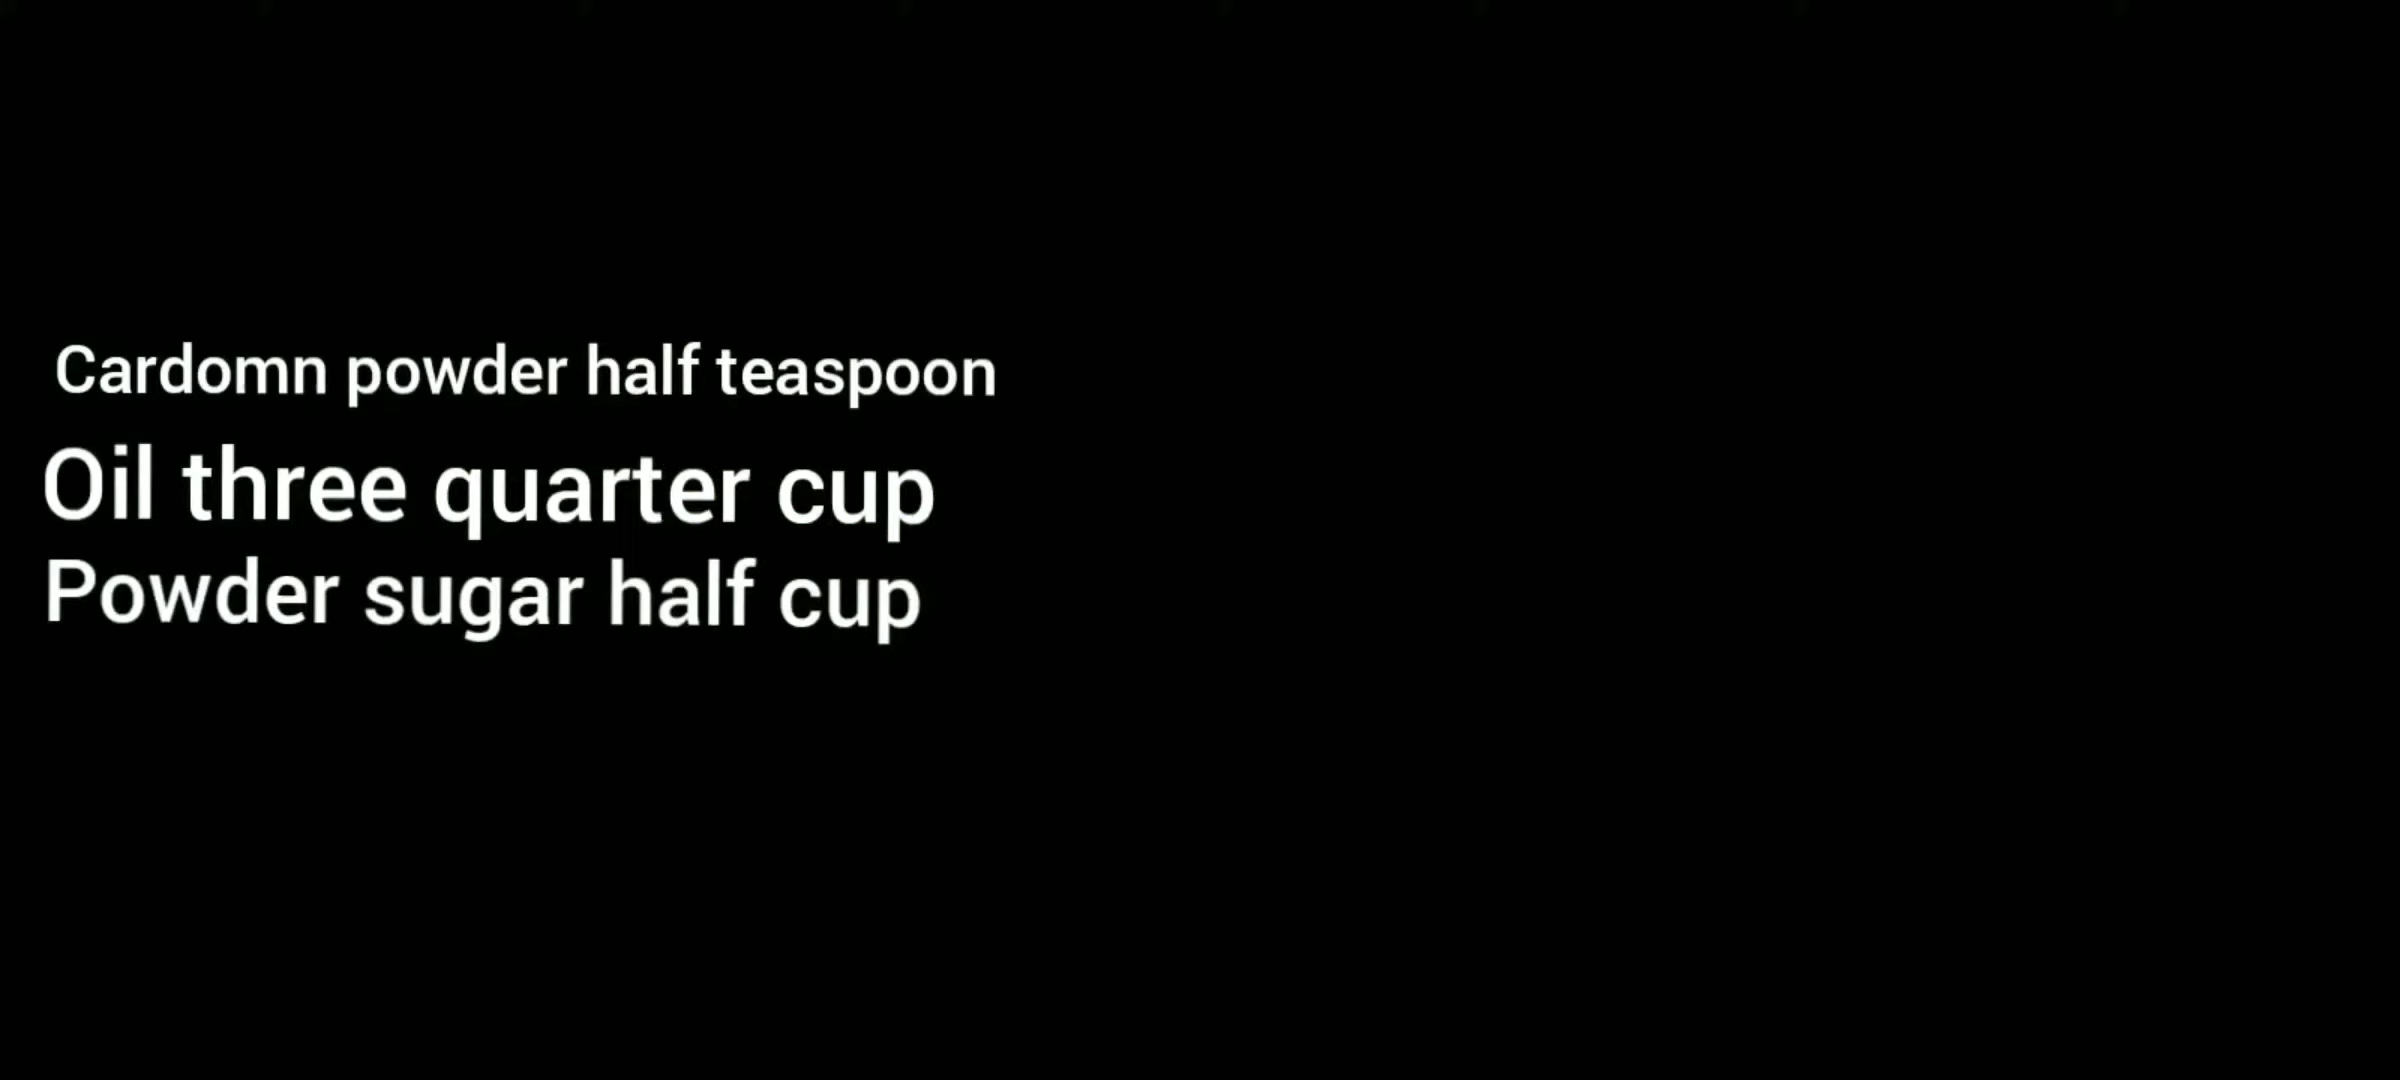 Cardomn powder half teaspoon
Oil three quarter cup
Powder sugar half cup